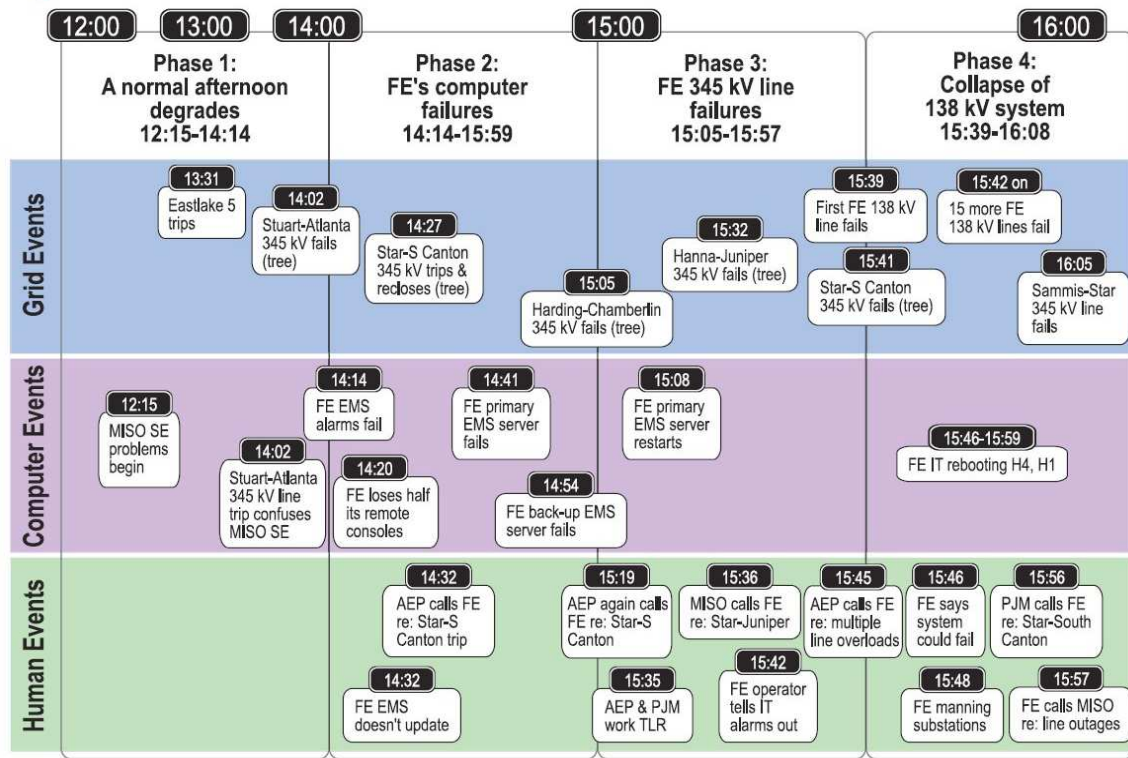 12:00
13:00
14:00
15:00
16:00
Phase 1:
A normal afternoon
degrades
12:15-14:14
Phase 2:
FE's computer
failures
14:14-15:59
Phase 3:
FE 345 kV line
failures
15:05-15:57
Phase 4:
Collapse of
138 kV system
15:39-16:08
Grid Events
13:31
Eastlake 5
trips
14:02
Stuart-Atlanta
345 kV fails
(tree)
14:27
Star-S Canton
345 kV trips &
recloses (tree)
15:05
Harding-Chamberlin
345 kV fails (tree)
15:32
Hanna-Juniper
345 kV fails (tree)
15:39
First FE 138 kV
line fails
15:41
Star-S Canton
345 kV fails (tree)
15:42 on
15 more FE
138 kV lines fail
16:05
Sammis-Star
345 kV line
fails
Computer Events
12:15
MISO SE
problems
begin
14:02
Stuart-Atlanta
345 kV line
trip confuses
MISO SE
14:14
FE EMS
alarms fail
14:20
FE loses half
its remote
consoles
14:41
FE primary
EMS server
fails
14:54
FE back-up EMS
server fails
15:08
FE primary
EMS server
restarts
15:46-15:59
FE IT rebooting H4, H1
Human Events
14:32
AEP calls FE
re: Star-S
Canton trip
14:32
FE EMS
doesn't update
15:19
AEP again calls
FE re: Star-S
Canton
15:35
AEP & PJM
work TLR
15:36
MISO calls FE
re: Star-Juniper
15:42
FE operator
tells IT
alarms out
15:45
AEP calls FE
re: multiple
line overloads
15:46
FE says
system
could fail
15:48
FE manning
substations
15:56
PJM calls FE
re: Star-South
Canton
15:57
FE calls MISO
re: line outages